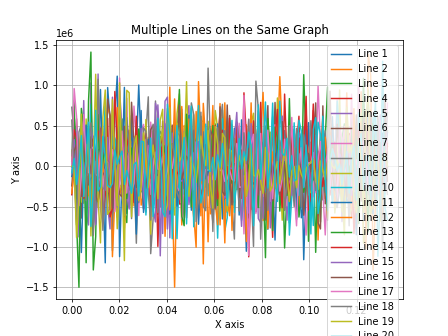 Multiple Lines on the Same Graph
1e6
1.5
1.0
0.5
0.0
−0.5
−1.0
−1.5
Y axis
0.00
0.02
0.04
0.06
0.08
0.10
X axis
Line 1
Line 2
Line 3
Line 4
Line 5
Line 6
Line 7
Line 8
Line 9
Line 10
Line 11
Line 12
Line 13
Line 14
Line 15
Line 16
Line 17
Line 18
Line 19
Line 20